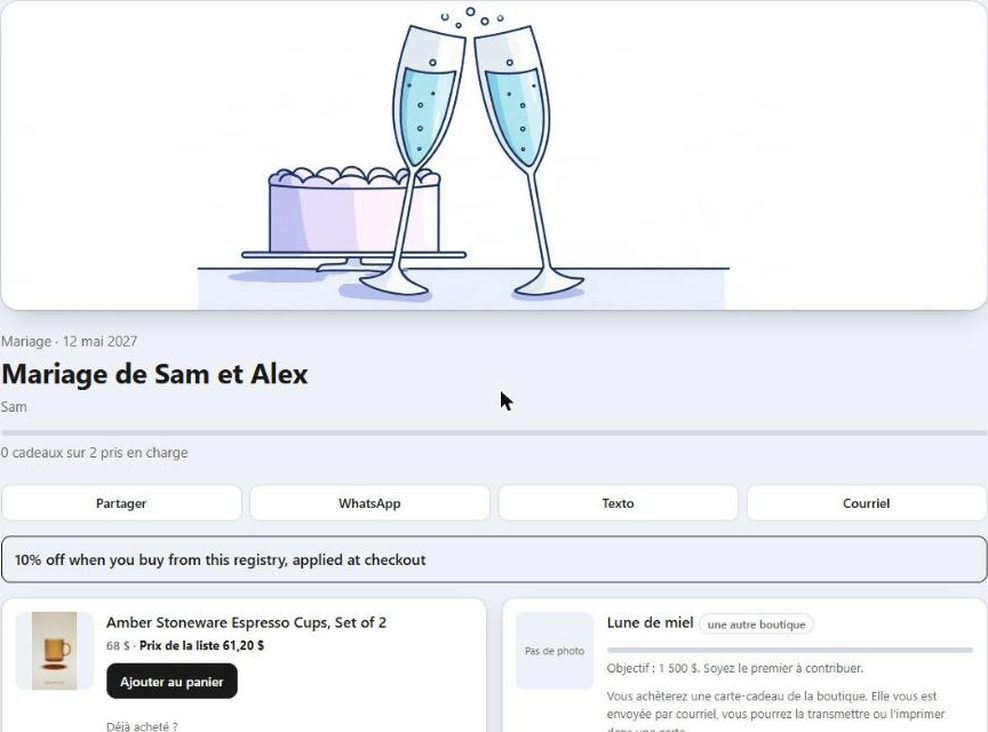 Mariage · 12 mai 2027
Mariage de Sam et Alex
Sam
0 cadeaux sur 2 pris en charge
Partager
WhatsApp
Texto
Courriel
10% off when you buy from this registry, applied at checkout
Amber Stoneware Espresso Cups, Set of 2
68 $ · Prix de la liste 61,20 $
Ajouter au panier
Déjà acheté ?
Pas de photo
Lune de miel
une autre boutique
Objectif : 1 500 $. Soyez le premier à contribuer.
Vous achèterez une carte-cadeau de la boutique. Elle vous est
envoyée par courriel, vous pourrez la transmettre ou l'imprimer
dans une carte.